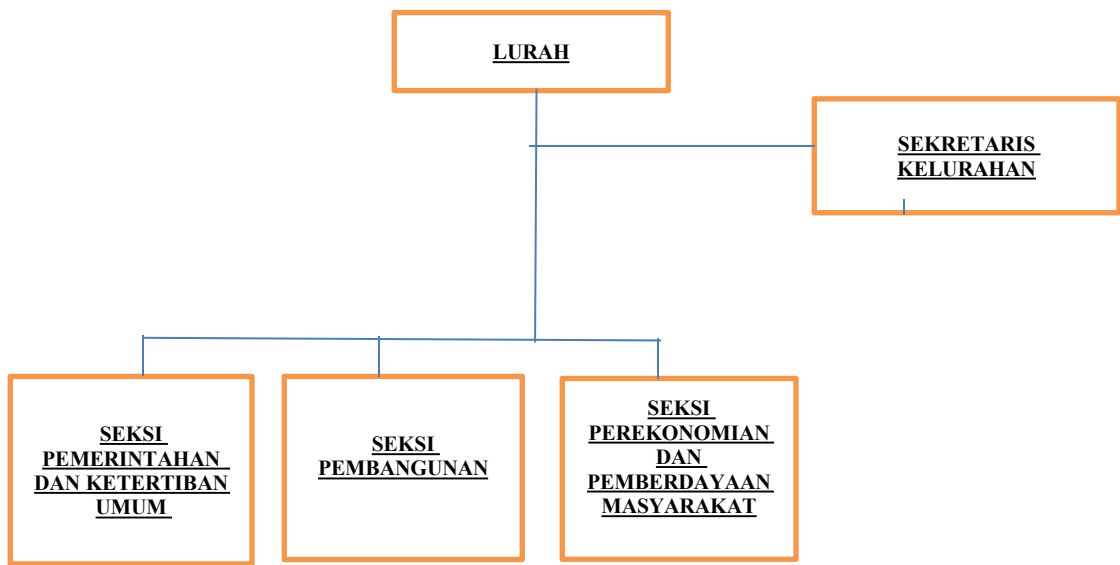 LURAH
SEKRETARIS
KELURAHAN
SEKSI
PEMERINTAHAN
DAN KETERTIBAN
UMUM
SEKSI
PEMBANGUNAN
SEKSI
PEREKONOMIAN
DAN
PEMBERDAYAAN
MASYARAKAT